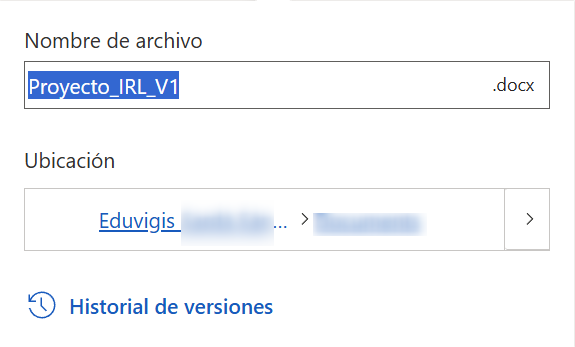 Nombre de archivo
Proyecto_IRL_V1 .docx
Ubicación
Eduvigis ... >
Historial de versiones